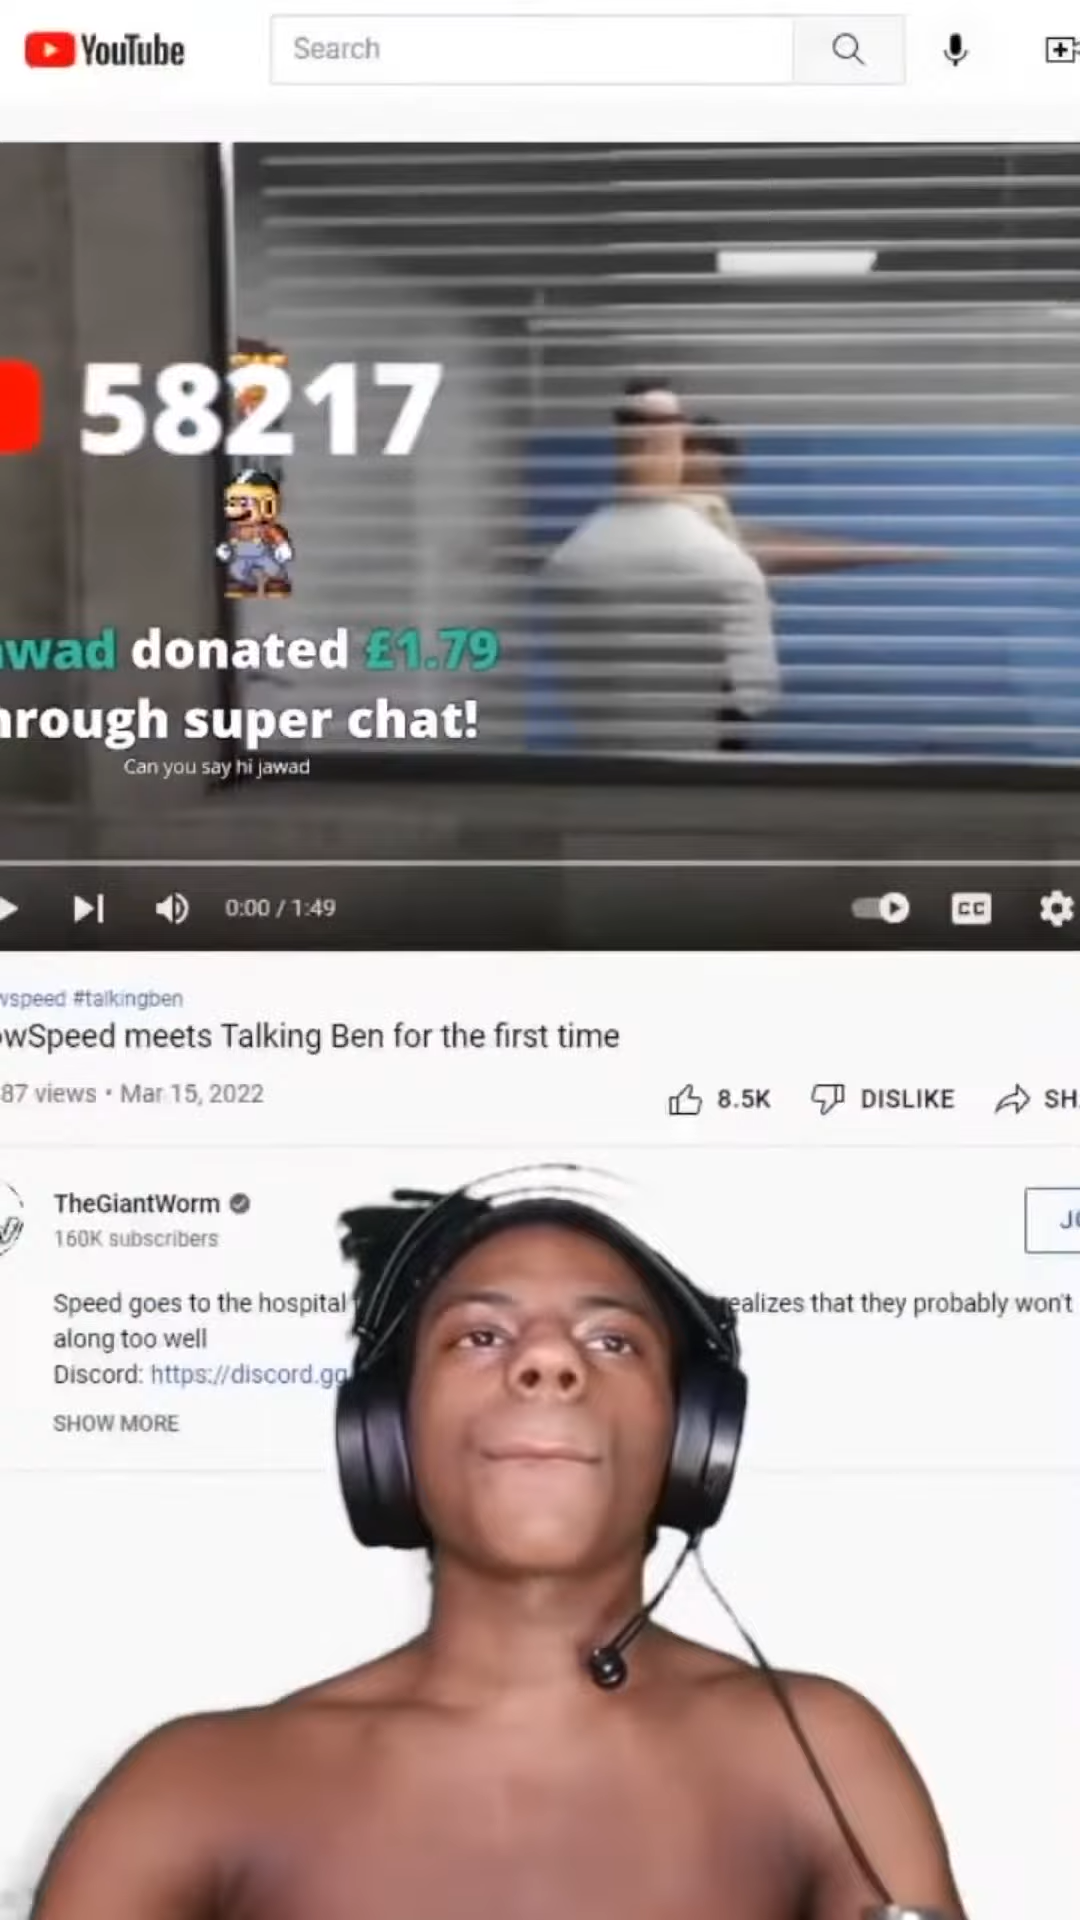 YouTube
Search
58217
wad donated £1.79
hrough super chat!
Can you say hi jawad
0:00 / 1:49
CC
wspeed #talkingben
owSpeed meets Talking Ben for the first time
87 views • Mar 15, 2022
8.5K DISLIKE SH
TheGiantWorm
160K subscribers
JO
Speed goes to the hospital ealizes that they probably won't
along too well
Discord: https://discord.gg
SHOW MORE